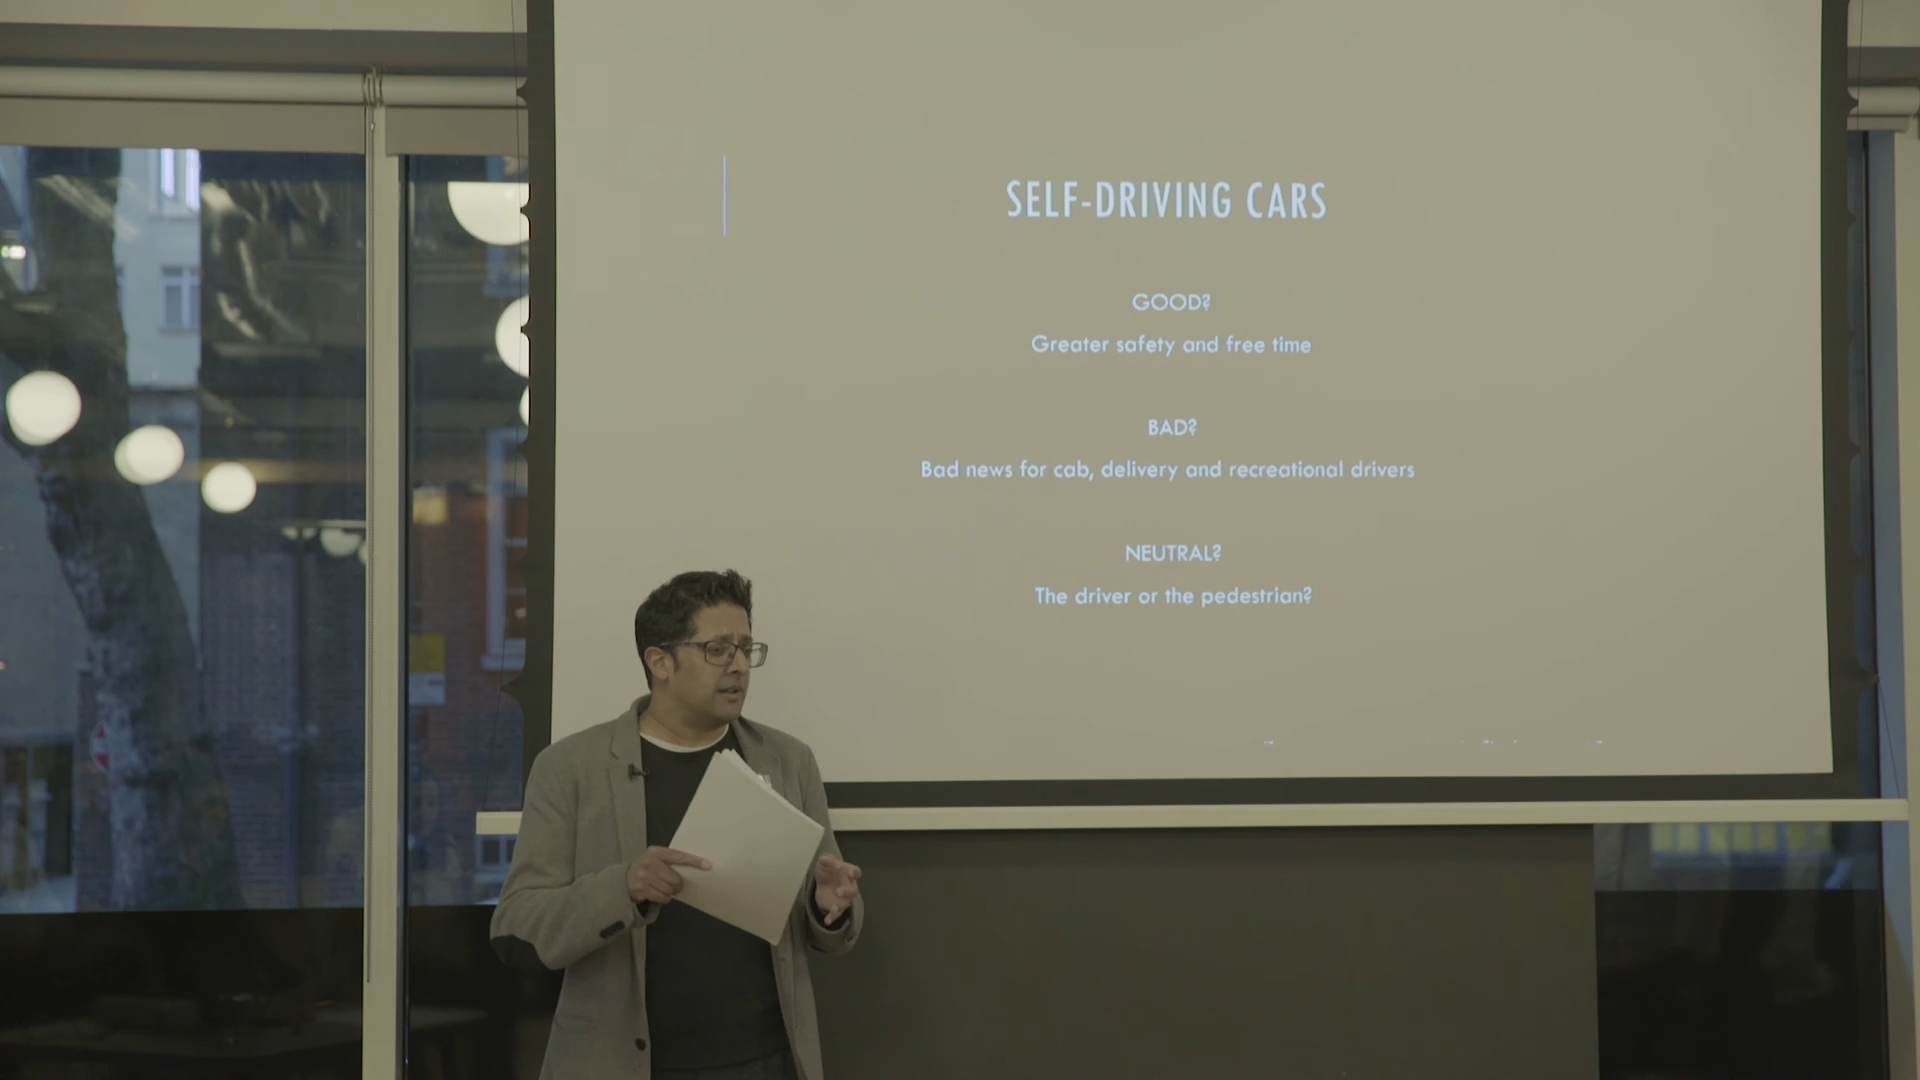 SELF-DRIVING CARS
GOOD?
Greater safety and free time
BAD?
Bad news for cab, delivery and recreational drivers
NEUTRAL?
The driver or the pedestrian?